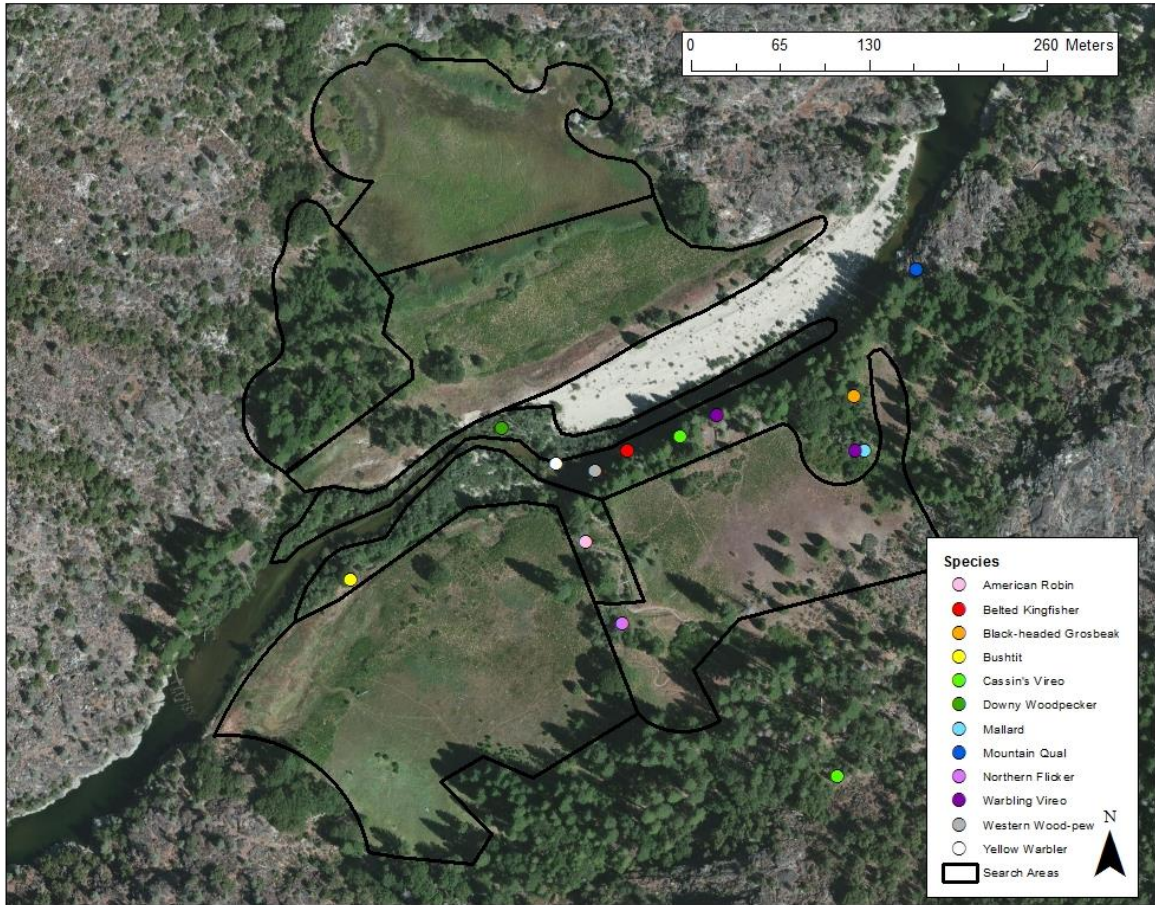 0 65 130 260 Meters
Species
American Robin
Belted Kingfisher
Black-headed Grosbeak
Bushtit
Cassin's Vireo
Downy Woodpecker
Mallard
Mountain Qual
Northern Flicker
Warbling Vireo
Western Wood-pew
Yellow Warbler
Search Areas
N